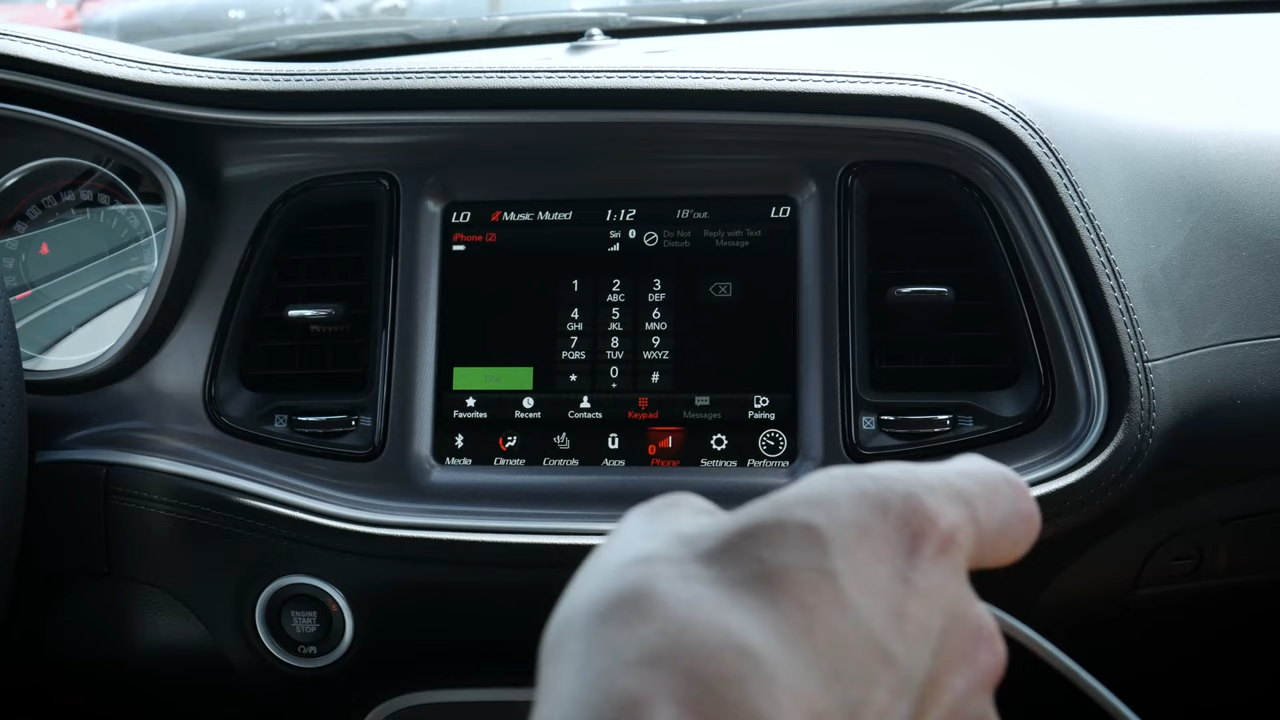 LO Music Muted 1:12 18° out. LO
iPhone (2) Siri Do Not Disturb Reply with Text Message
1 2 ABC 3 DEF
4 GHI 5 JKL 6 MNO
7 PQRS 8 TUV 9 WXYZ
* 0 + #
Favorites Recent Contacts Keypad Messages Pairing
Media Climate Controls Apps Phone Settings Performa
ENGINE
START
STOP